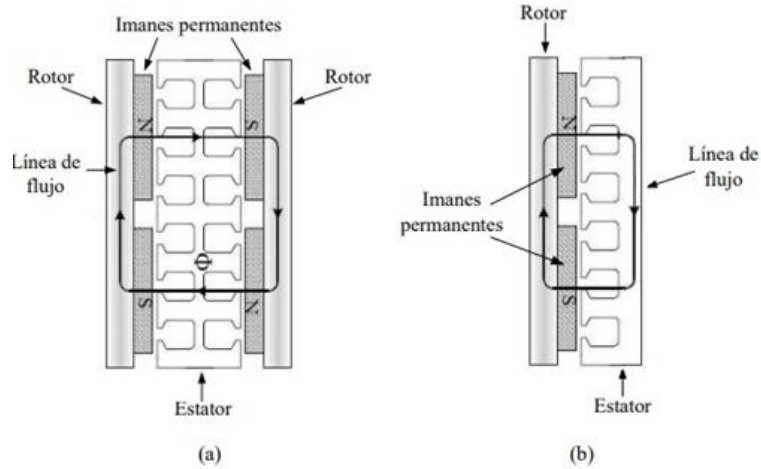 Imanes permanentes
Rotor
Rotor
Línea de
flujo
N
S
Φ
S
N
Estator
(a)
Rotor
N
Línea de
flujo
Imanes
permanentes
S
Estator
(b)